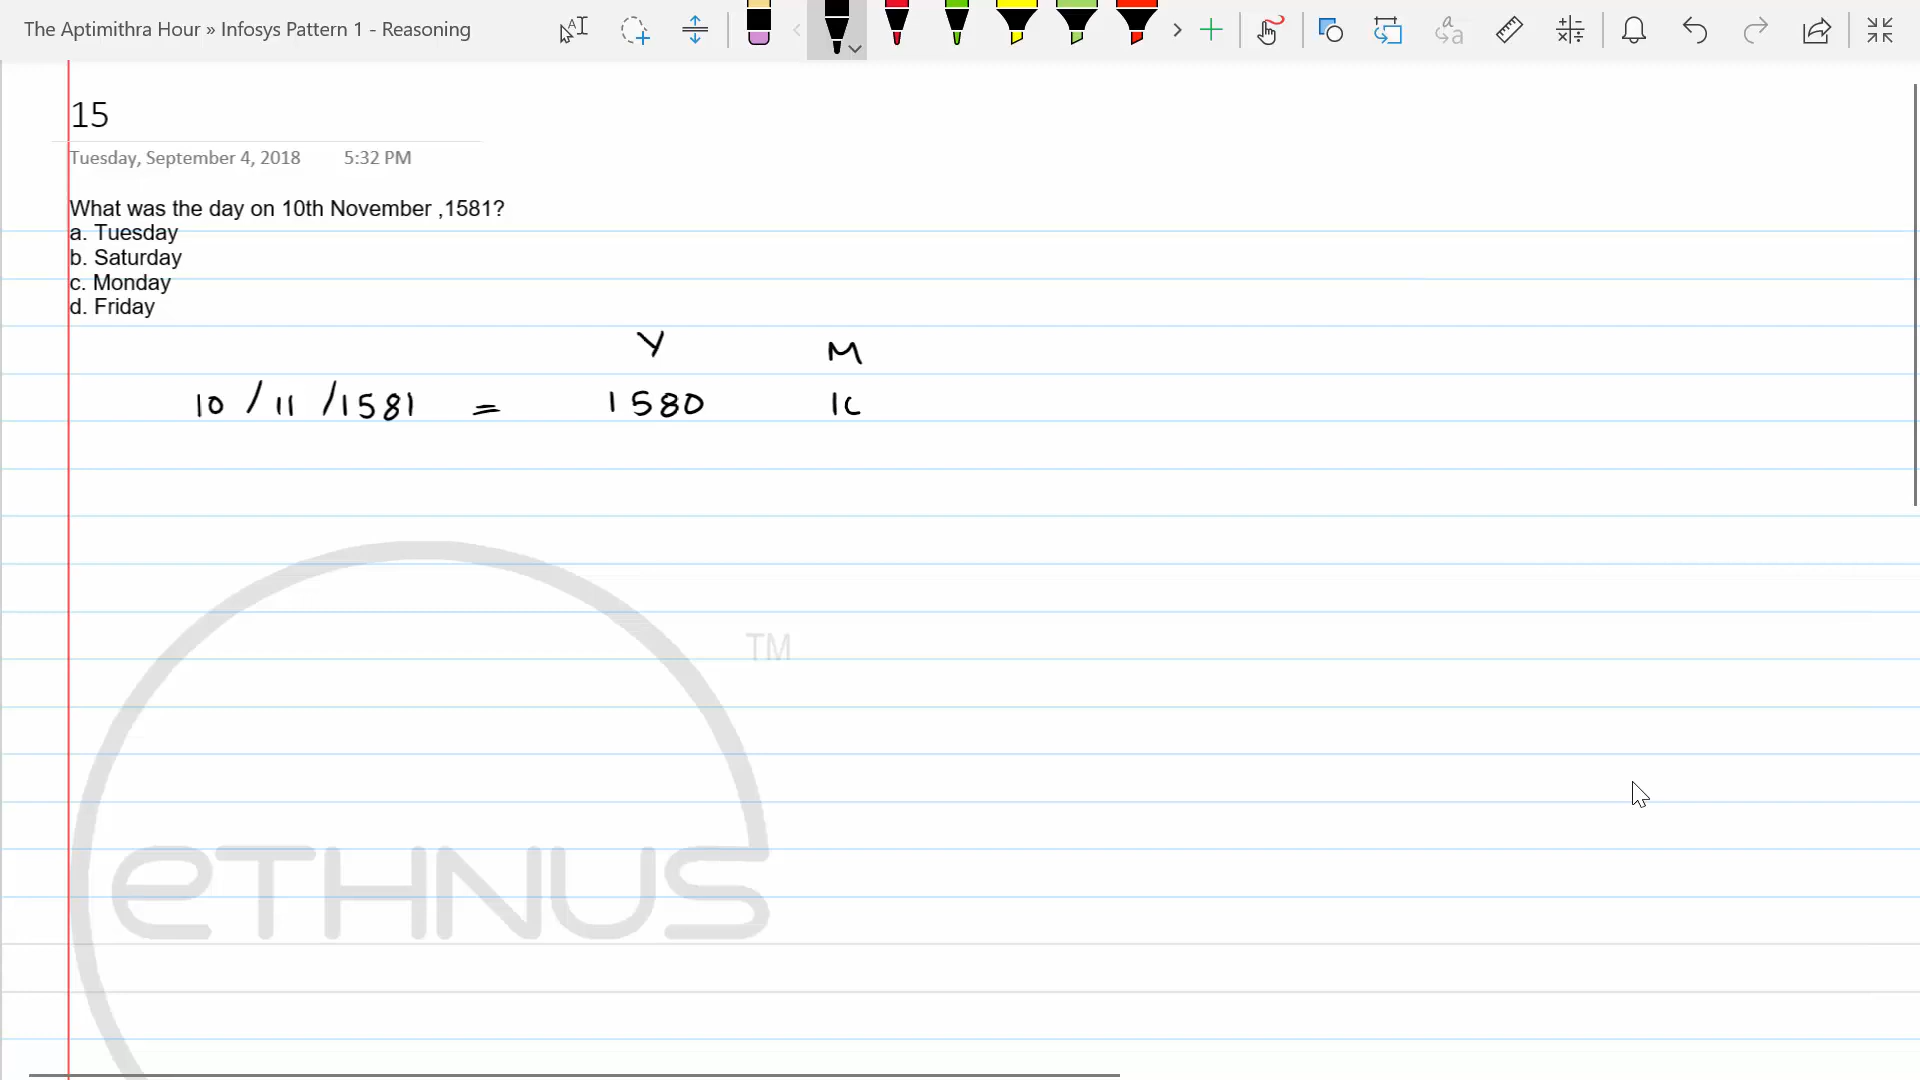 The Aptimithra Hour » Infosys Pattern 1 - Reasoning
15
Tuesday, September 4, 2018 5:32 PM
What was the day on 10th November ,1581?
a. Tuesday
b. Saturday
c. Monday
d. Friday
Y M
10 / 11 / 1581 = 1580 10
TM
eTHNUS